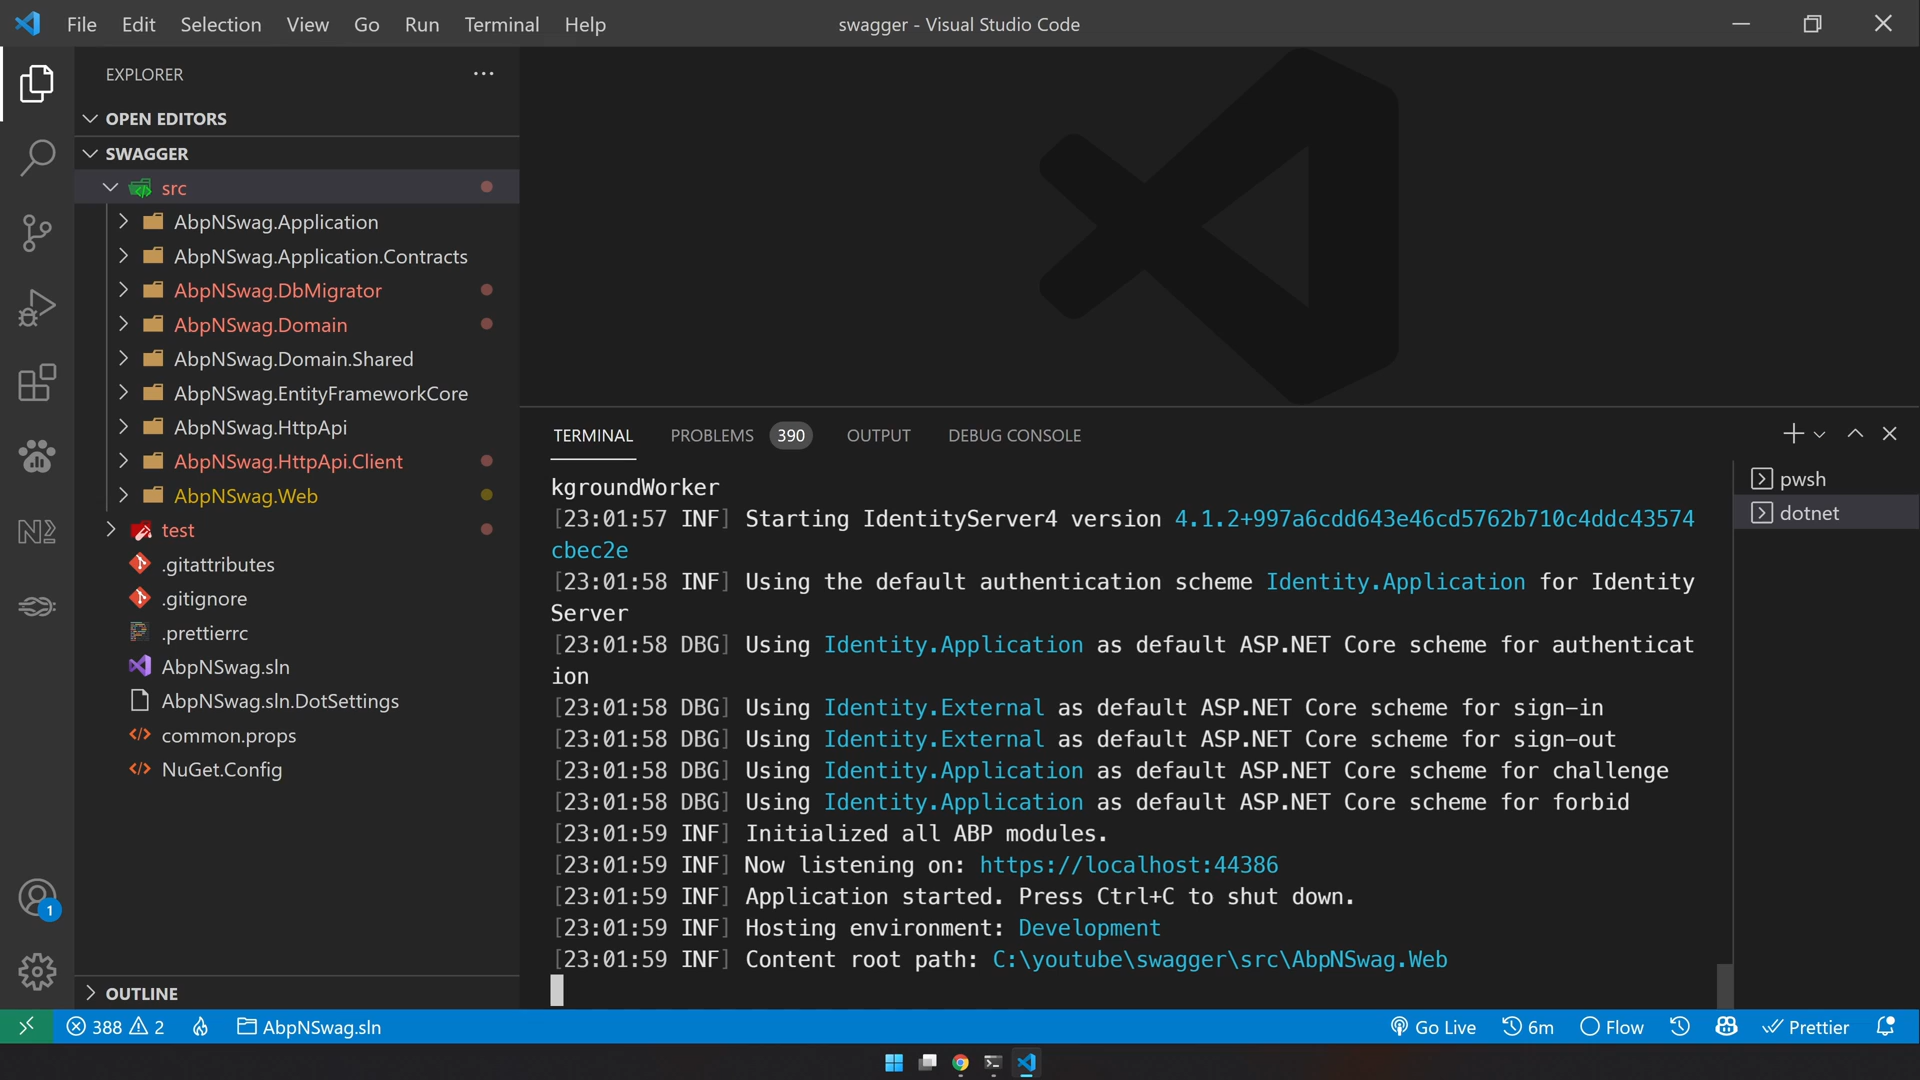 File Edit Selection View Go Run Terminal Help
swagger - Visual Studio Code
EXPLORER
OPEN EDITORS
SWAGGER
src
AbpNSwag.Application
AbpNSwag.Application.Contracts
AbpNSwag.DbMigrator
AbpNSwag.Domain
AbpNSwag.Domain.Shared
AbpNSwag.EntityFrameworkCore
AbpNSwag.HttpApi
AbpNSwag.HttpApi.Client
AbpNSwag.Web
test
.gitattributes
.gitignore
.prettierrc
AbpNSwag.sln
AbpNSwag.sln.DotSettings
common.props
NuGet.Config
OUTLINE
1
TERMINAL PROBLEMS 390 OUTPUT DEBUG CONSOLE
kgroundWorker
[23:01:57 INF] Starting IdentityServer4 version 4.1.2+997a6cdd643e46cd5762b710c4ddc43574
cbec2e
[23:01:58 INF] Using the default authentication scheme Identity.Application for Identity
Server
[23:01:58 DBG] Using Identity.Application as default ASP.NET Core scheme for authenticat
ion
[23:01:58 DBG] Using Identity.External as default ASP.NET Core scheme for sign-in
[23:01:58 DBG] Using Identity.External as default ASP.NET Core scheme for sign-out
[23:01:58 DBG] Using Identity.Application as default ASP.NET Core scheme for challenge
[23:01:58 DBG] Using Identity.Application as default ASP.NET Core scheme for forbid
[23:01:59 INF] Initialized all ABP modules.
[23:01:59 INF] Now listening on: https://localhost:44386
[23:01:59 INF] Application started. Press Ctrl+C to shut down.
[23:01:59 INF] Hosting environment: Development
[23:01:59 INF] Content root path: C:\youtube\swagger\src\AbpNSwag.Web
pwsh
dotnet
388 2 AbpNSwag.sln
Go Live 6m Flow Prettier